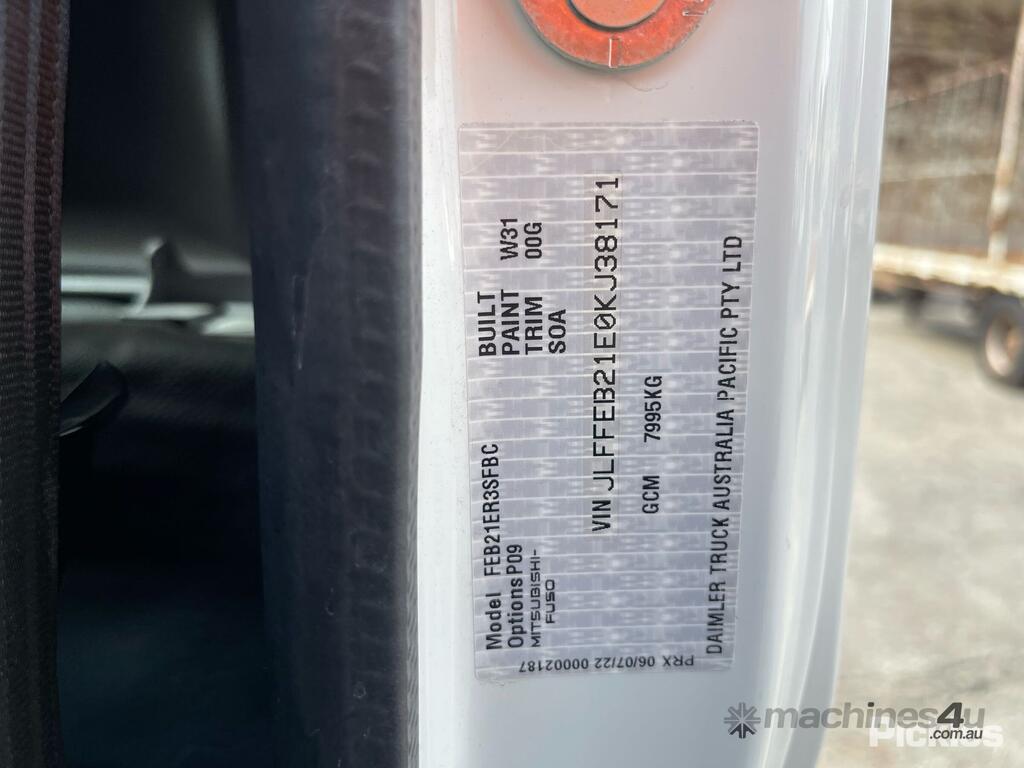 Model FEB21ER3SFBC
Options P09
MITSUBISHI-
FUSO
BUILT
PAINT W31
TRIM 00G
SOA
VIN JLFFEB21E0KJ38171
GCM 7995KG
DAIMLER TRUCK AUSTRALIA PACIFIC PTY LTD
PRX 06/07/22 00002187
machines4u
.com.au
Pickles